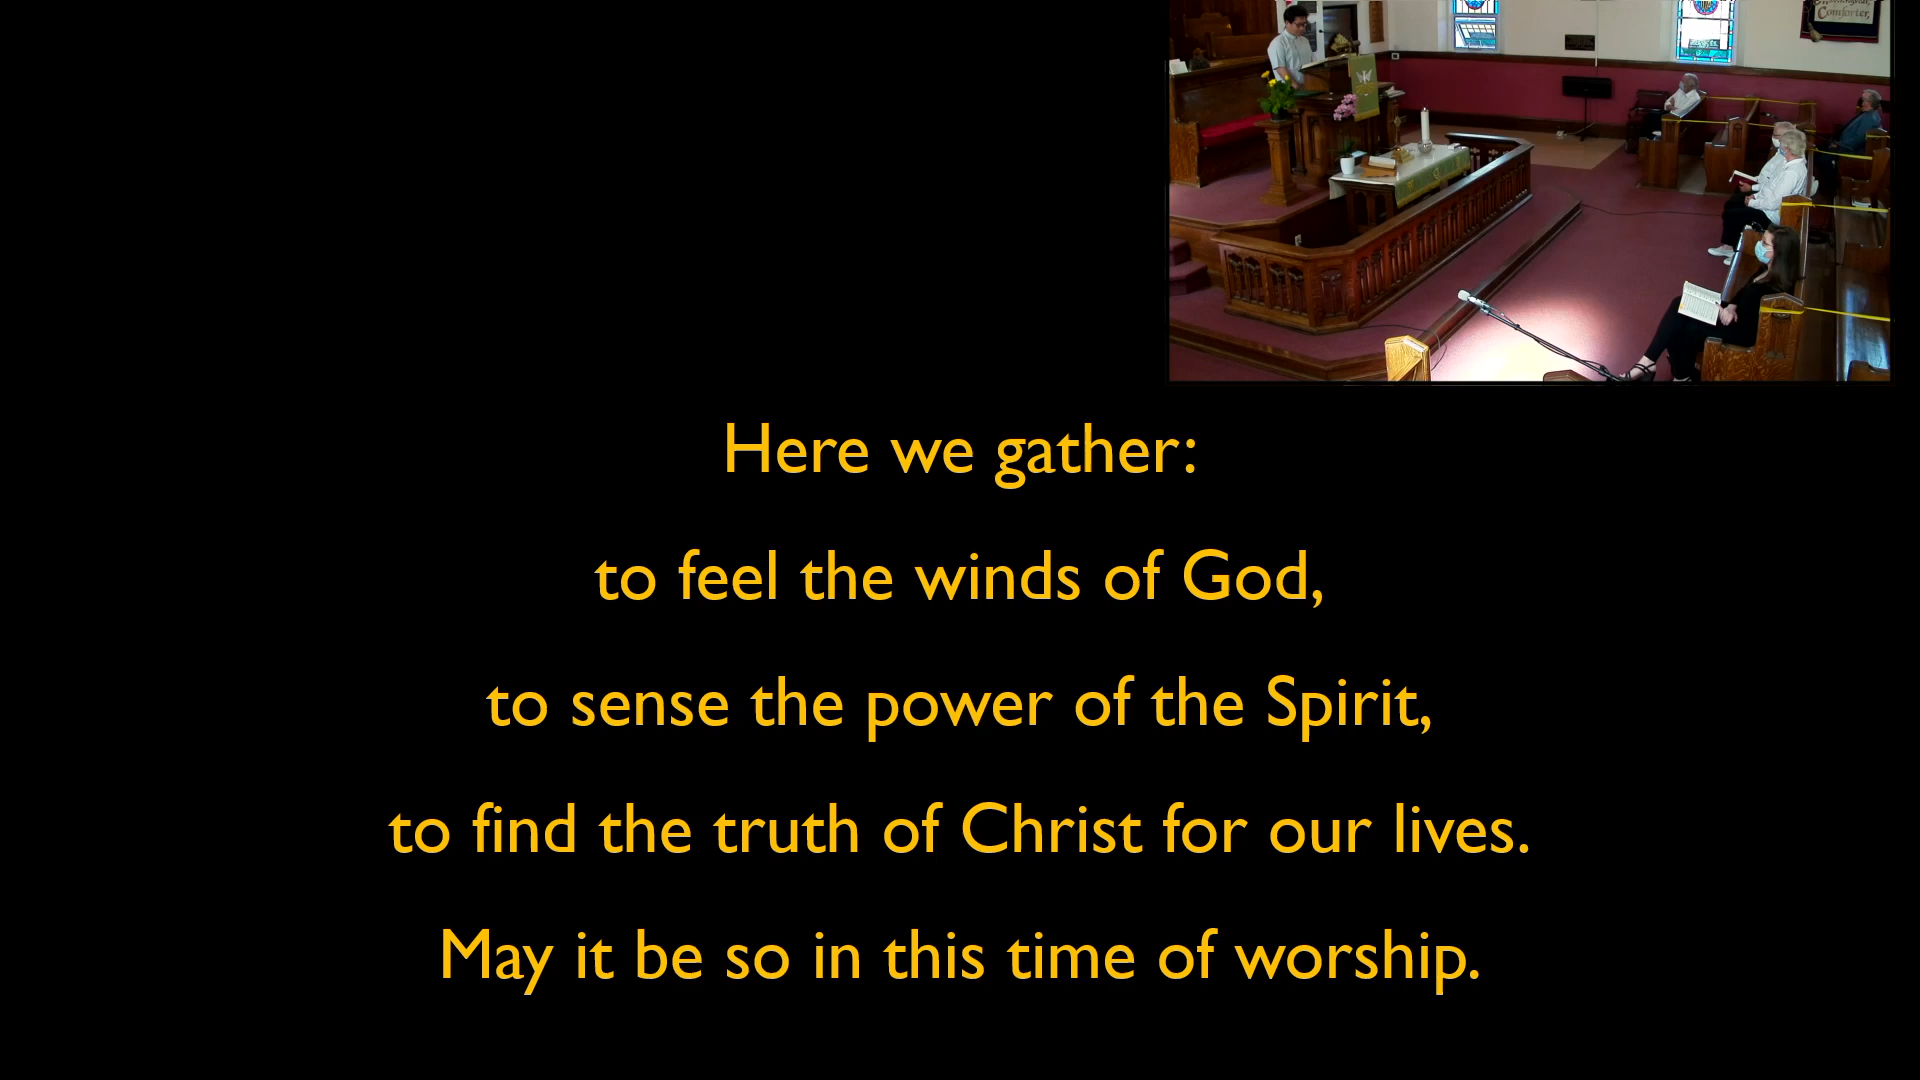 Comforter,
Here we gather:
to feel the winds of God,
to sense the power of the Spirit,
to find the truth of Christ for our lives.
May it be so in this time of worship.